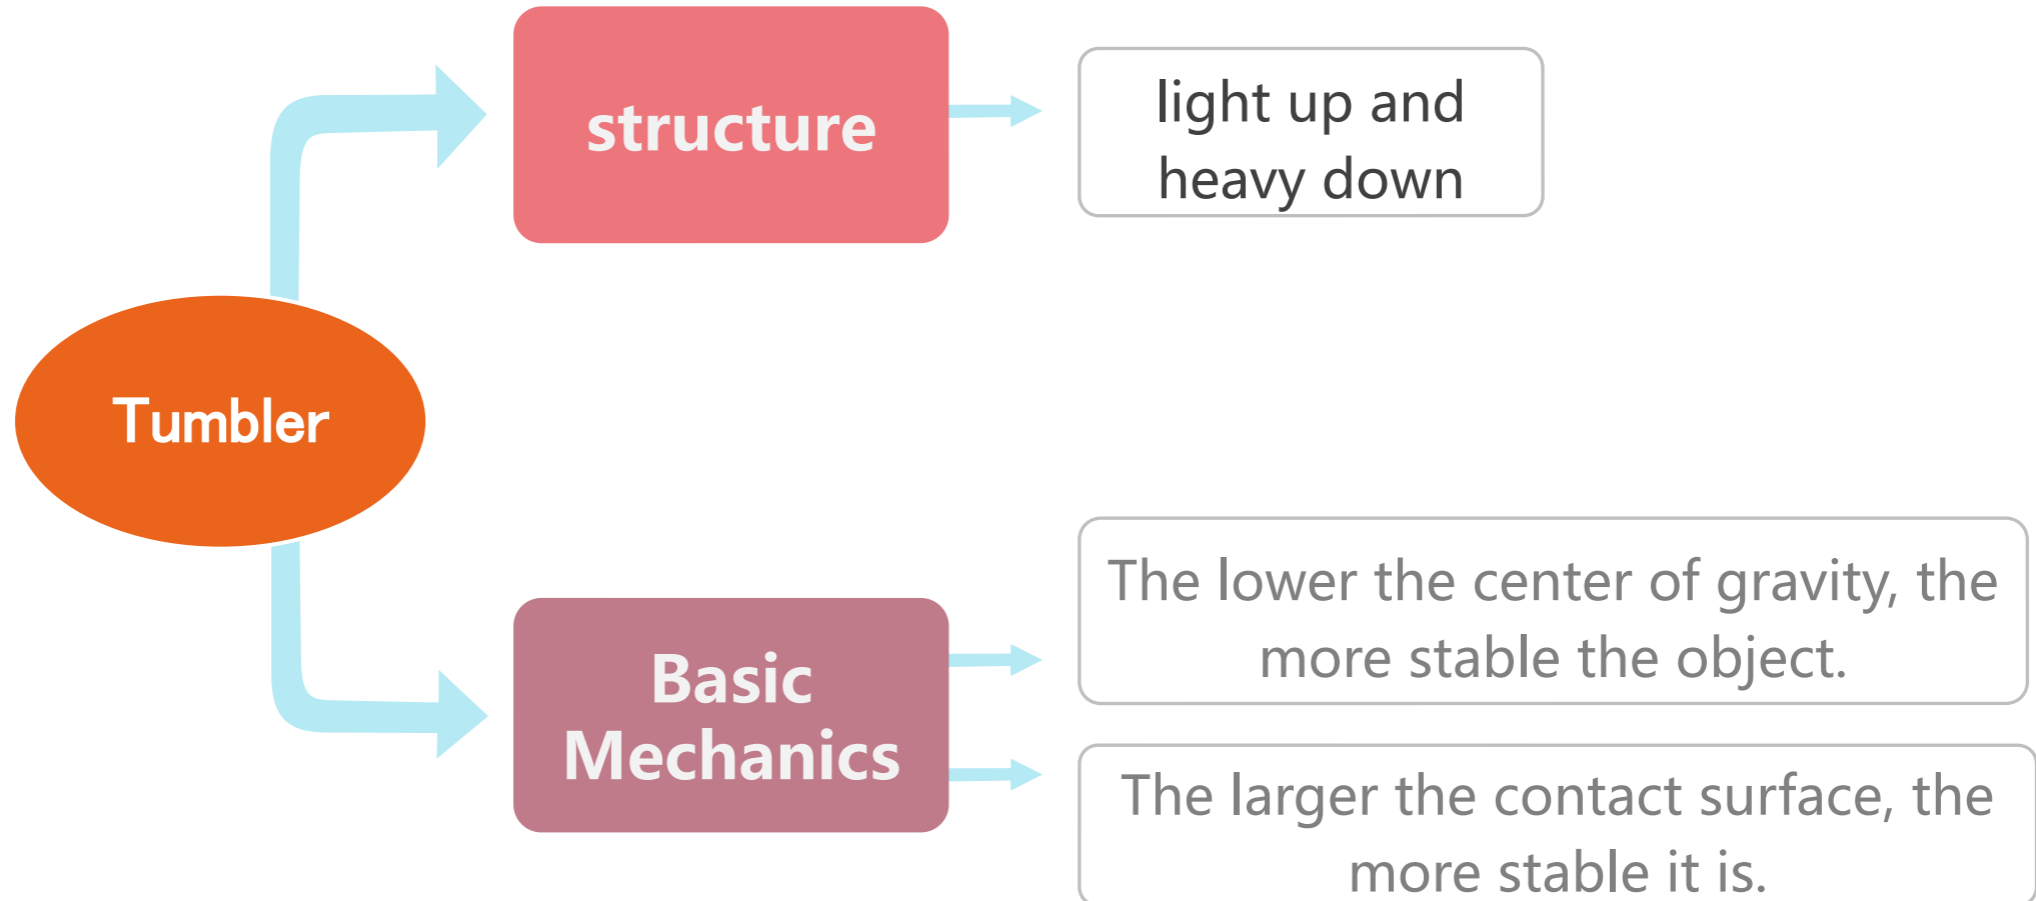 structure
light up and
heavy down
Tumbler
Basic
Mechanics
The lower the center of gravity, the
more stable the object.
The larger the contact surface, the
more stable it is.